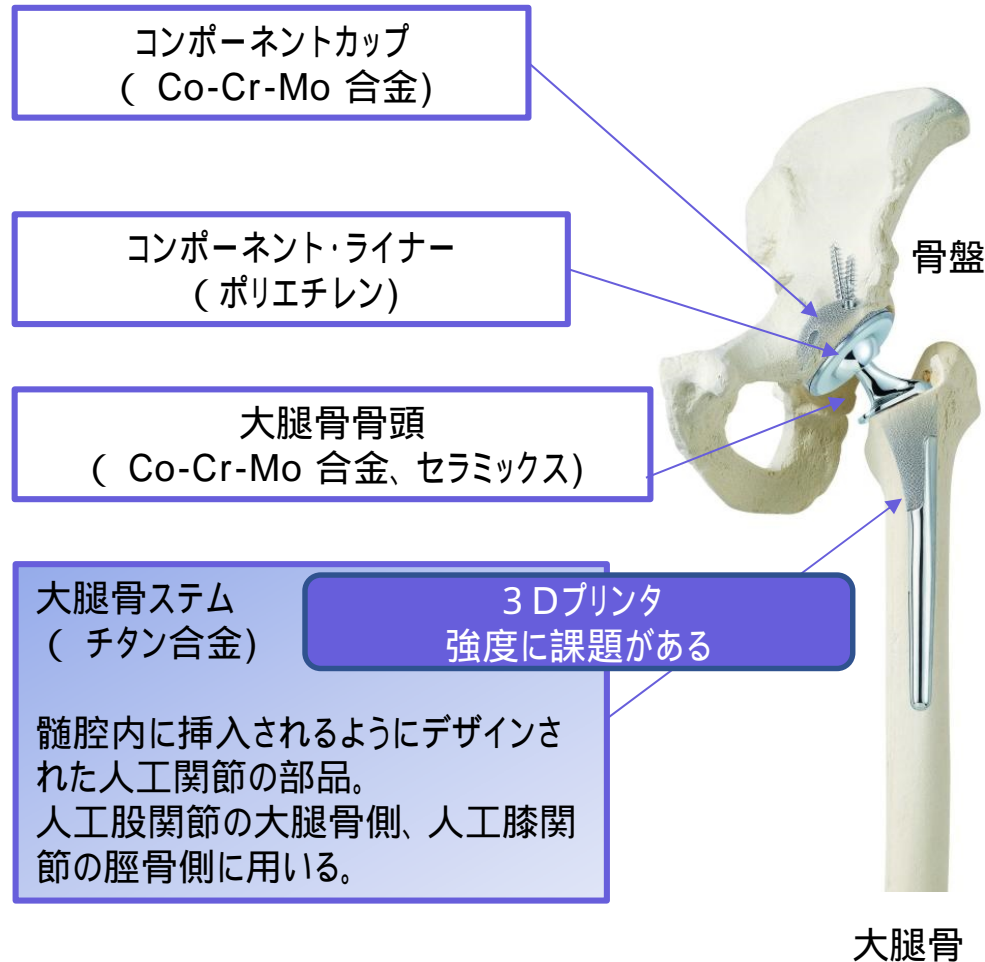 コンポーネントカップ
( Co-Cr-Mo 合金)
コンポーネント・ライナー
(ポリエチレン)
骨盤
大腿骨骨頭
( Co-Cr-Mo 合金、セラミックス)
大腿骨ステム
( チタン合金)
３Ｄプリンタ
強度に課題がある
髄腔内に挿入されるようにデザインさ
れた人工関節の部品。
人工股関節の大腿骨側、人工膝関
節の脛骨側に用いる。
大腿骨